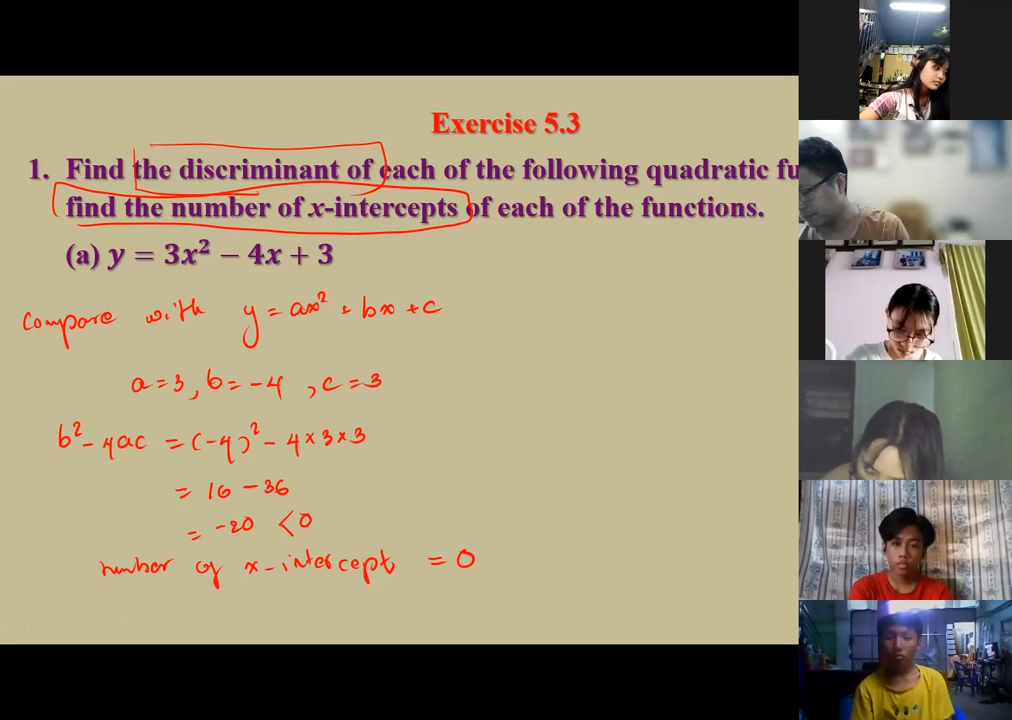 Exercise 5.3
1. Find the discriminant of each of the following quadratic fu
find the number of x-intercepts of each of the functions.
(a) y = 3x² − 4x + 3
Compare with y = ax² + bx + c
a = 3, b = -4 , c = 3
b² - 4ac = (-4)² - 4 × 3 × 3
= 16 - 36
= -20 < 0
number of x-intercept = 0